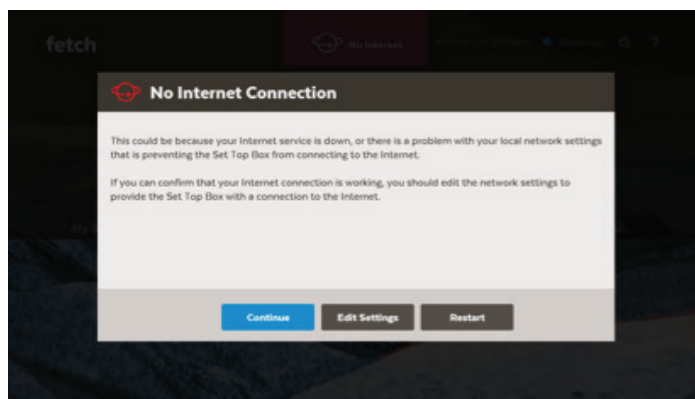 fetch
No Internet
No Internet Connection
This could be because your Internet service is down, or there is a problem with your local network settings
that is preventing the Set Top Box from connecting to the Internet.
If you can confirm that your Internet connection is working, you should edit the network settings to
provide the Set Top Box with a connection to the Internet.
Continue
Edit Settings
Restart